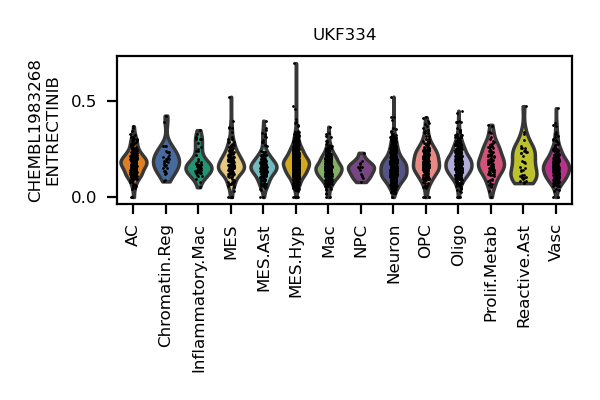 UKF334
CHEMBL1983268
ENTRECTINIB
0.5
0.0
AC
Chromatin.Reg
Inflammatory.Mac
MES
MES.Ast
MES.Hyp
Mac
NPC
Neuron
OPC
Oligo
Prolif.Metab
Reactive.Ast
Vasc